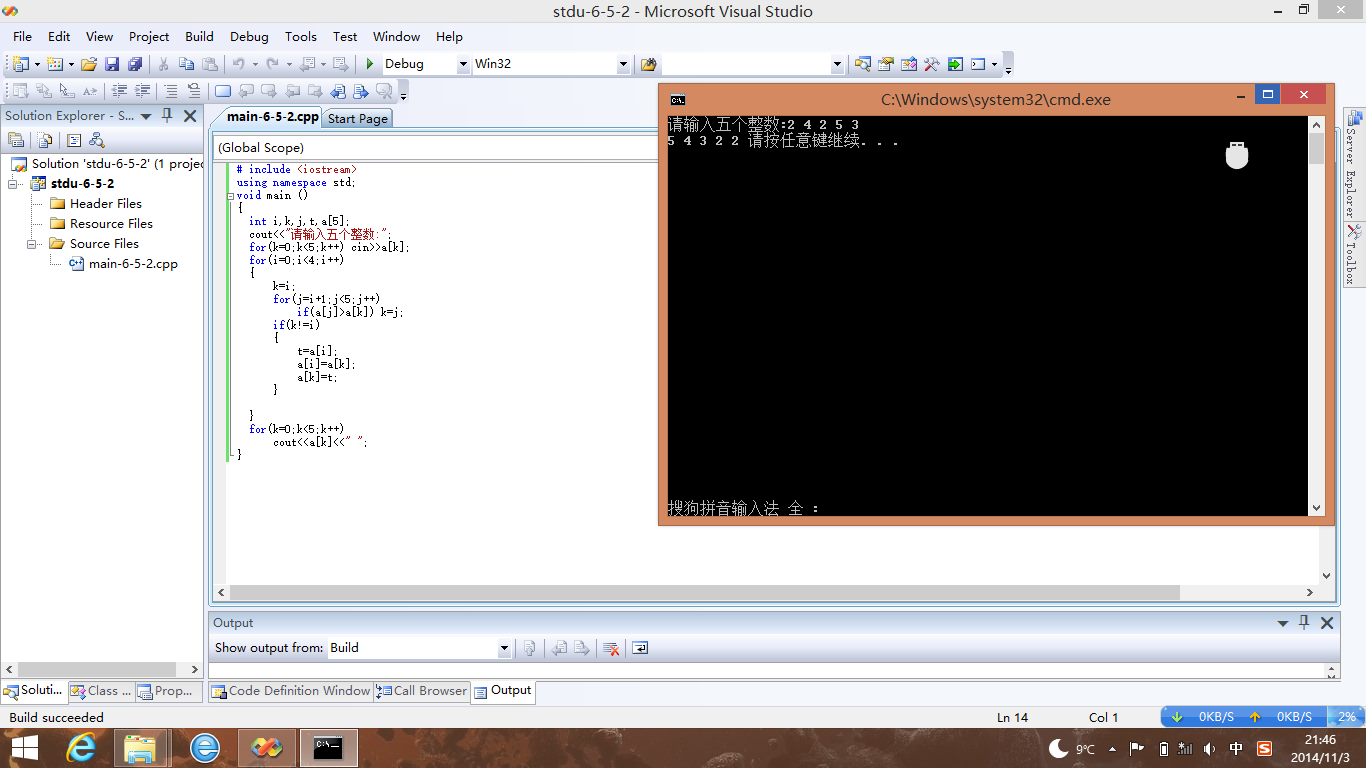 stdu-6-5-2 - Microsoft Visual Studio
File Edit View Project Build Debug Tools Test Window Help
Debug Win32
Solution Explorer - S...
main-6-5-2.cpp Start Page
(Global Scope)
Solution 'stdu-6-5-2' (1 projec
stdu-6-5-2
Header Files
Resource Files
Source Files
main-6-5-2.cpp
# include <iostream>
using namespace std;
void main ()
{
int i,k,j,t,a[5];
cout<<"请输入五个整数:";
for(k=0;k<5;k++) cin>>a[k];
for(i=0;i<4;i++)
{
k=i;
for(j=i+1;j<5;j++)
if(a[j]>a[k]) k=j;
if(k!=i)
{
t=a[i];
a[i]=a[k];
a[k]=t;
}
}
for(k=0;k<5;k++)
cout<<a[k]<<" ";
}
C:\Windows\system32\cmd.exe
请输入五个整数:2 4 2 5 3
5 4 3 2 2 请按任意键继续. . .
搜狗拼音输入法 全 :
Server Explorer
Toolbox
Output
Show output from: Build
Soluti... Class ... Prop...
Code Definition Window Call Browser Output
Build succeeded
Ln 14 Col 1
0KB/S 0KB/S 2%
9℃ 中 S
21:46
2014/11/3